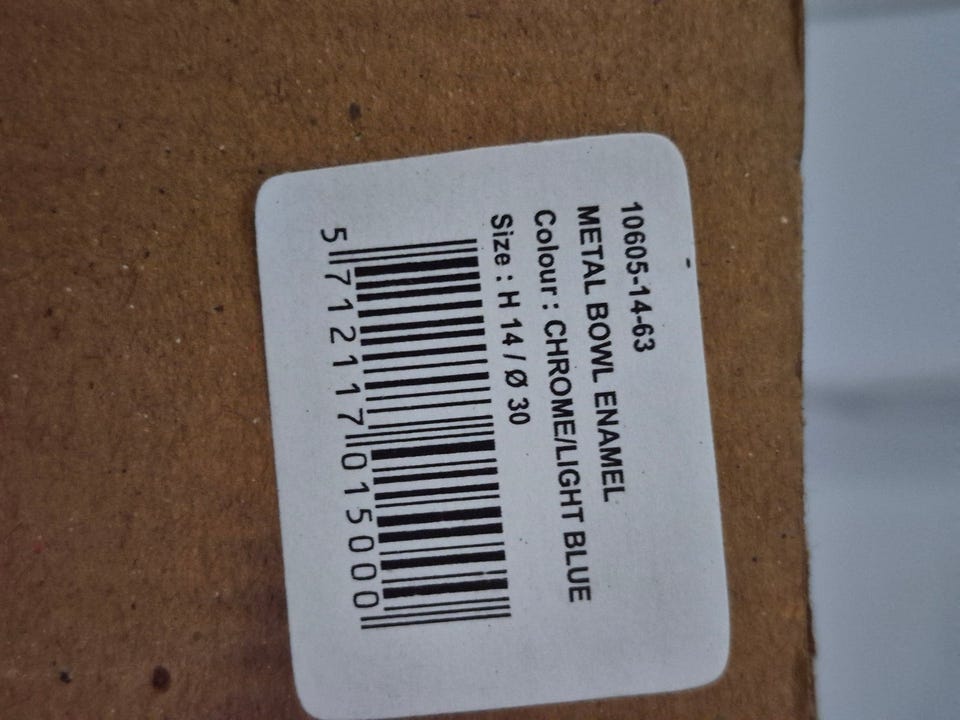 10605-14-63
METAL BOWL ENAMEL
Colour : CHROME/LIGHT BLUE
Size : H 14 / Ø 30
5 712117 015000